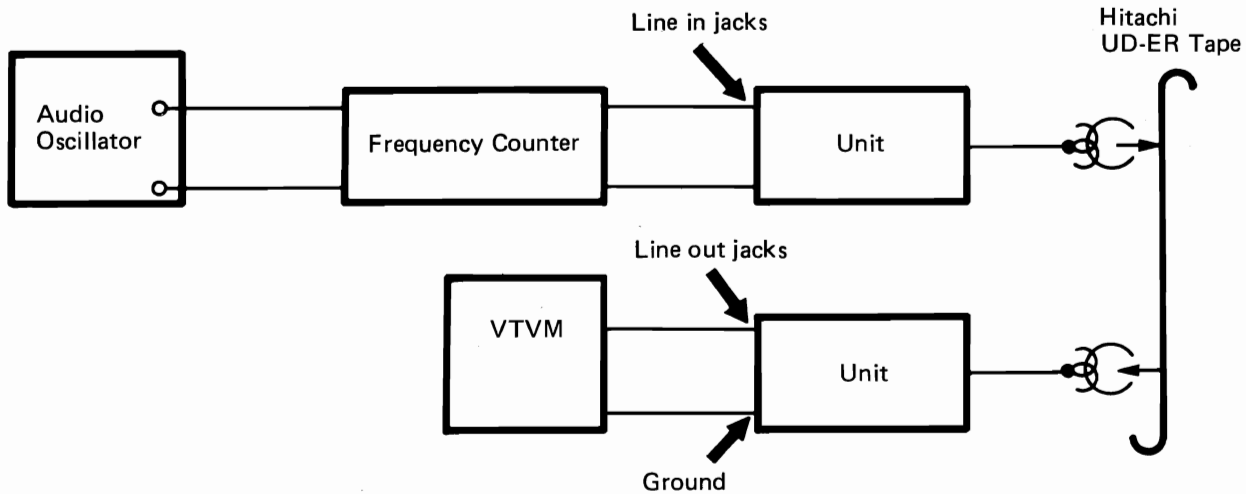 Line in jacks
Hitachi
UD-ER Tape
Audio
Oscillator
Frequency Counter
Unit
Line out jacks
VTVM
Unit
Ground